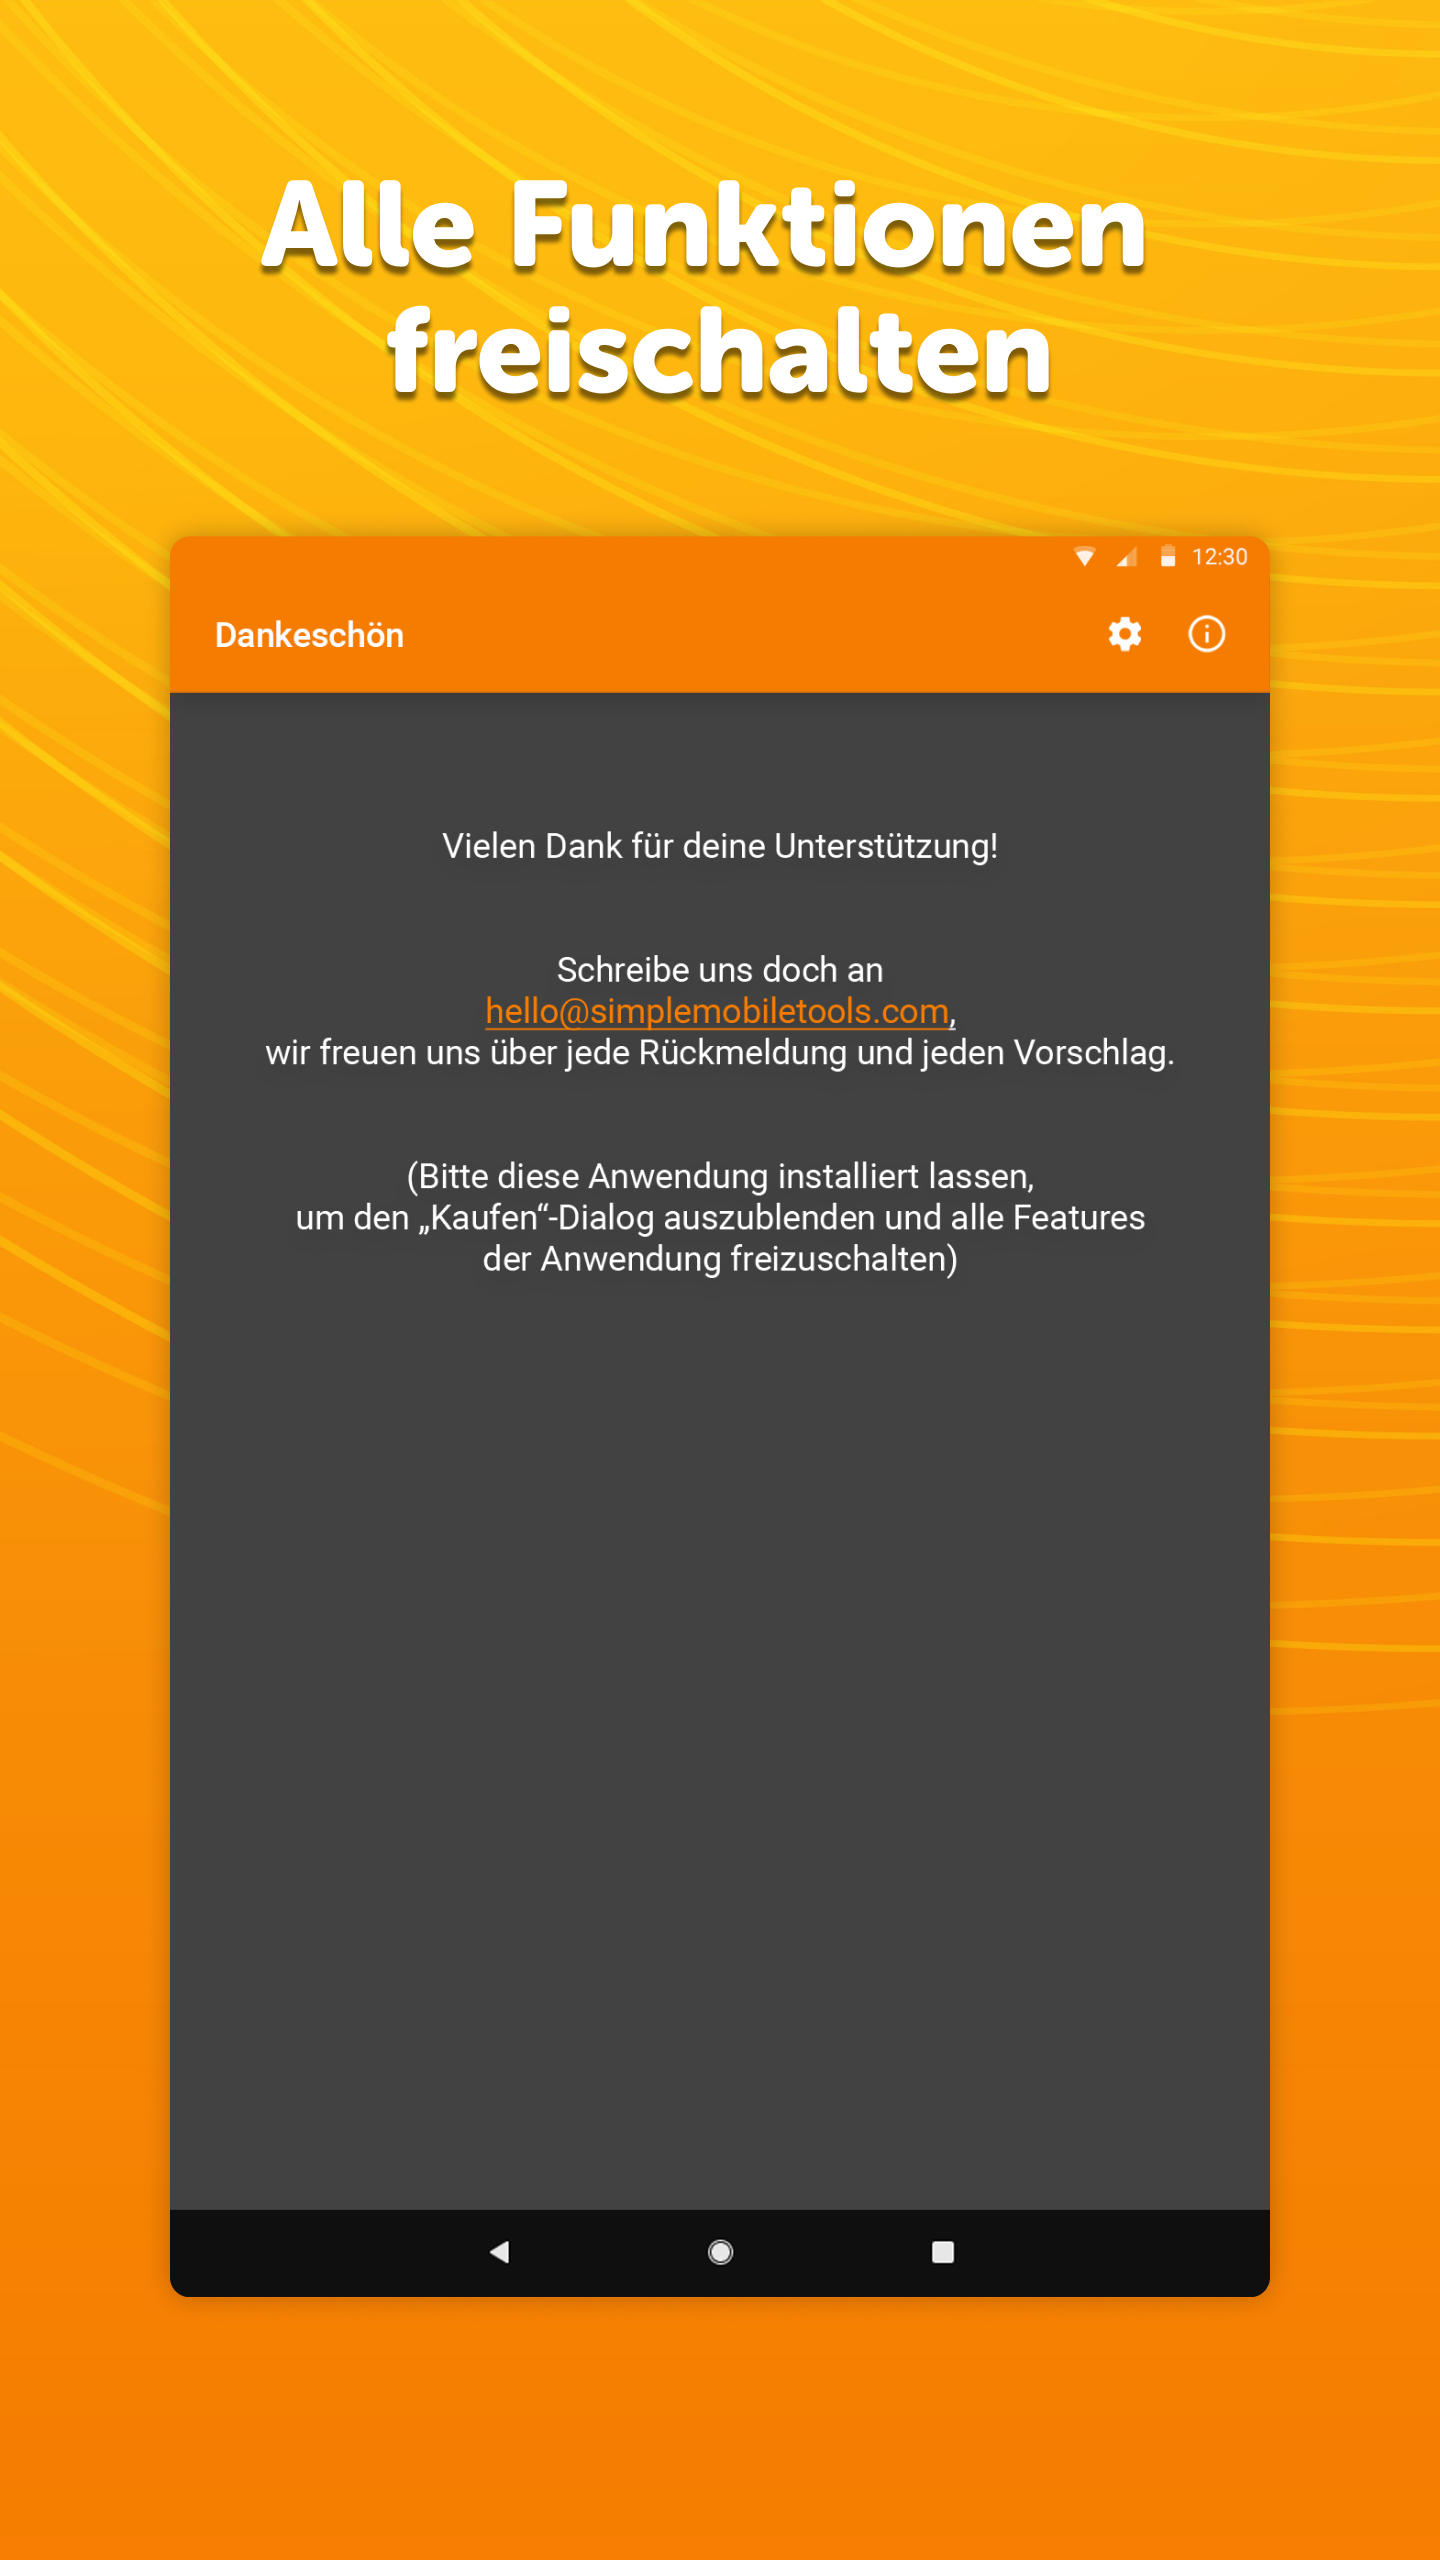 Alle Funktionen
freischalten
12:30
Dankeschön
Vielen Dank für deine Unterstützung!
Schreibe uns doch an
hello@simplemobiletools.com,
wir freuen uns über jede Rückmeldung und jeden Vorschlag.
(Bitte diese Anwendung installiert lassen,
um den „Kaufen“-Dialog auszublenden und alle Features
der Anwendung freizuschalten)